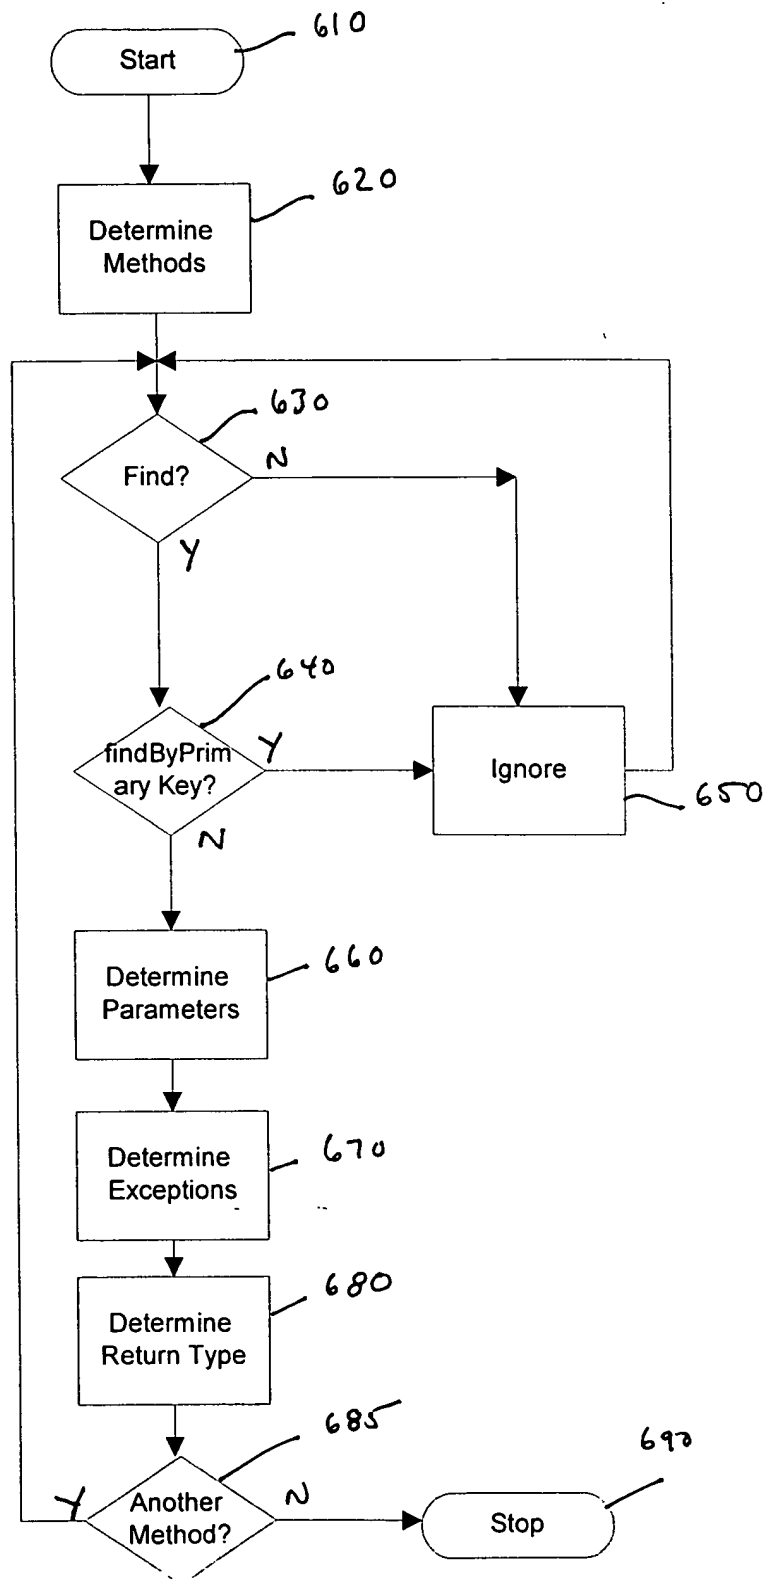 610
Start
620
Determine
Methods
630
Find?
N
Y
640
findByPrim
ary Key?
Y
N
Ignore
650
Determine
Parameters
660
Determine
Exceptions
670
Determine
Return Type
680
685
Another
Method?
Y
N
Stop
690